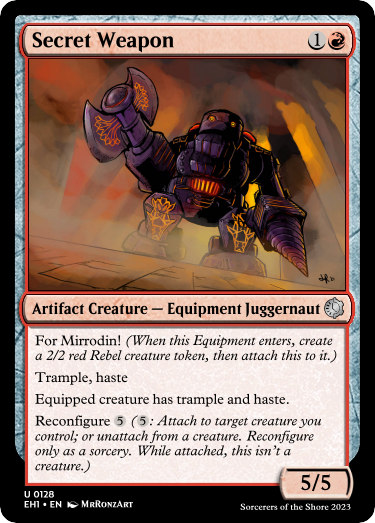 Secret Weapon 1
Artifact Creature — Equipment Juggernaut
For Mirrodin! (When this Equipment enters, create
a 2/2 red Rebel creature token, then attach this to it.)
Trample, haste
Equipped creature has trample and haste.
Reconfigure 5 (5: Attach to target creature you
control; or unattach from a creature. Reconfigure
only as a sorcery. While attached, this isn't a
creature.)
5/5
U 0128
EH1 • EN MrRonzArt
Sorcerers of the Shore 2023